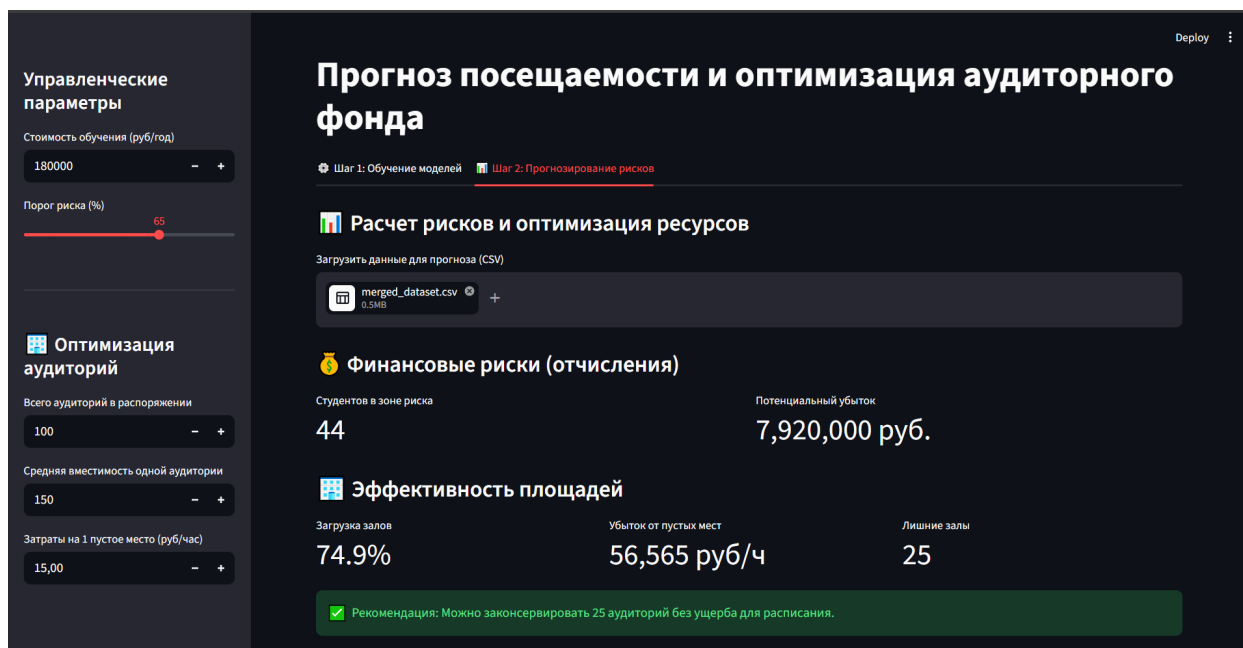 Deploy
Управленческие
параметры
Стоимость обучения (руб/год)
180000
Порог риска (%)
65
Оптимизация
аудиторий
Всего аудиторий в распоряжении
100
Средняя вместимость одной аудитории
150
Затраты на 1 пустое место (руб/час)
15,00
Прогноз посещаемости и оптимизация аудиторного
фонда
Шаг 1: Обучение моделей
Шаг 2: Прогнозирование рисков
Расчет рисков и оптимизация ресурсов
Загрузить данные для прогноза (CSV)
merged_dataset.csv
0.5MB
Финансовые риски (отчисления)
Студентов в зоне риска
44
Потенциальный убыток
7,920,000 руб.
Эффективность площадей
Загрузка залов
74.9%
Убыток от пустых мест
56,565 руб/ч
Лишние залы
25
Рекомендация: Можно законсервировать 25 аудиторий без ущерба для расписания.